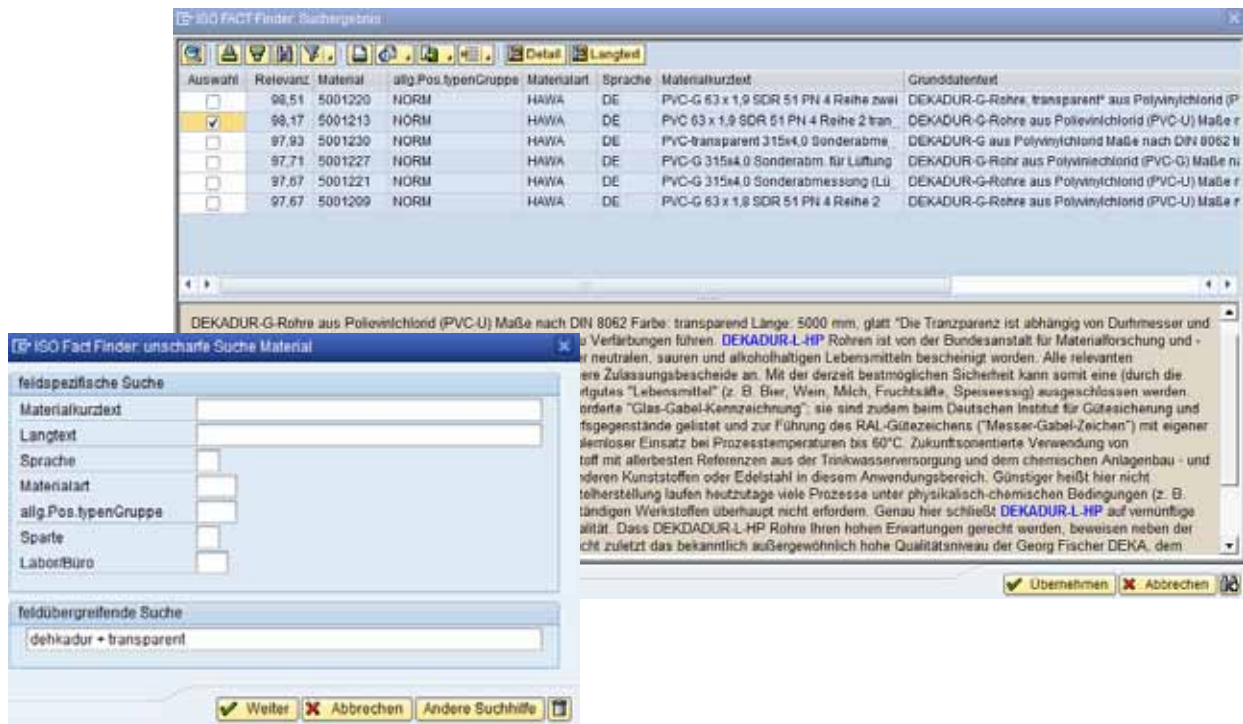 ISO FACT Finder: Suchergebnis
Detail Langtext
Auswahl Relevanz Material allg.Pos.typenGruppe Materialart Sprache Materialkurztext Grunddatentext
98,51 5001220 NORM HAWA DE PVC-G 63 x 1,9 SDR 51 PN 4 Reihe zwei DEKADUR-G-Rohre, transparent* aus Polyvinylchlorid (P
98,17 5001213 NORM HAWA DE PVC 63 x 1,9 SDR 51 PN 4 Reihe 2 tran DEKADUR-G-Rohre aus Polievinlchlorid (PVC-U) Maße r
97,93 5001230 NORM HAWA DE PVC-transparent 315x4,0 Sonderabme DEKADUR-G aus Polyvinylchlorid Maße nach DIN 8062
97,71 5001227 NORM HAWA DE PVC-G 315x4,0 Sonderabm. für Lüftung DEKADUR-G-Rohr aus Polyviniechlorid (PVC-G) Maße na
97,67 5001221 NORM HAWA DE PVC-G 315x4,0 Sonderabmessung (Lü DEKADUR-G-Rohre aus Polyvinylchlorid (PVC-U) Maße r
97,67 5001209 NORM HAWA DE PVC-G 63 x 1,8 SDR 51 PN 4 Reihe 2 DEKADUR-G-Rohre aus Polyvinylchlorid (PVC-U) Maße r
DEKADUR-G-Rohre aus Polievinlchlorid (PVC-U) Maße nach DIN 8062 Farbe: transparend Länge: 5000 mm, glatt "Die Tranzparenz ist abhängig von Durhmesser und
u Verfärbungen führen. DEKADUR-L-HP Rohren ist von der Bundesanstalt für Materialforschung und -
er neutralen, sauren und alkoholhaltigen Lebensmitteln bescheinigt worden. Alle relevanten
ere Zulassungsbescheide an. Mit der derzeit bestmöglichen Sicherheit kann somit eine (durch die
rtgutes "Lebensmittel" (z. B. Bier, Wein, Milch, Fruchtsäfte, Speiseessig) ausgeschlossen werden.
orderte "Glas-Gabel-Kennzeichnung": sie sind zudem beim Deutschen Institut für Gütesicherung und
fsgegenstände gelistet und zur Führung des RAL-Gütezeichens ("Messer-Gabel-Zeichen") mit eigener
lemloser Einsatz bei Prozesstemperaturen bis 60°C. Zukunftsorientierte Verwendung von
toff mit allerbesten Referenzen aus der Trinkwasserversorgung und dem chemischen Anlagenbau - und
nderen Kunststoffen oder Edelstahl in diesem Anwendungsbereich. Günstiger heißt hier nicht
telherstellung laufen heutzutage viele Prozesse unter physikalisch-chemischen Bedingungen (z. B.
tändigen Werkstoffen überhaupt nicht erfordern. Genau hier schließt DEKADUR-L-HP auf vernünftige
alität. Dass DEKDADUR-L-HP Rohre Ihren hohen Erwartungen gerecht werden, beweisen neben der
cht zuletzt das bekanntlich außergewöhnlich hohe Qualitätsniveau der Georg Fischer DEKA, dem
Übernehmen Abbrechen
ISO Fact Finder: unscharfe Suche Material
feldspezifische Suche
Materialkurztext
Langtext
Sprache
Materialart
allg.Pos.typenGruppe
Sparte
Labor/Büro
feldübergreifende Suche
dehkadur + transparent
Weiter Abbrechen Andere Suchhilfe